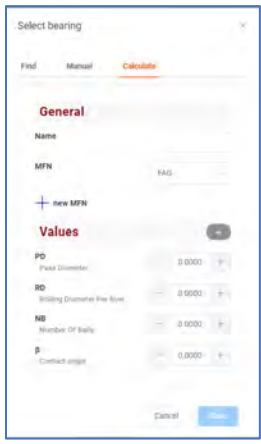 Select bearing ×
Find Manual Calculate
General
Name
MFN
FAG
+ new MFN
Values
PD
0.0000 +
Pitch Diameter
RD
— 0.0000 +
Rolling Diameter Per Row
NB
— 0.0000 +
Number Of Balls
β
— 0.0000 +
Contact angle
Cancel